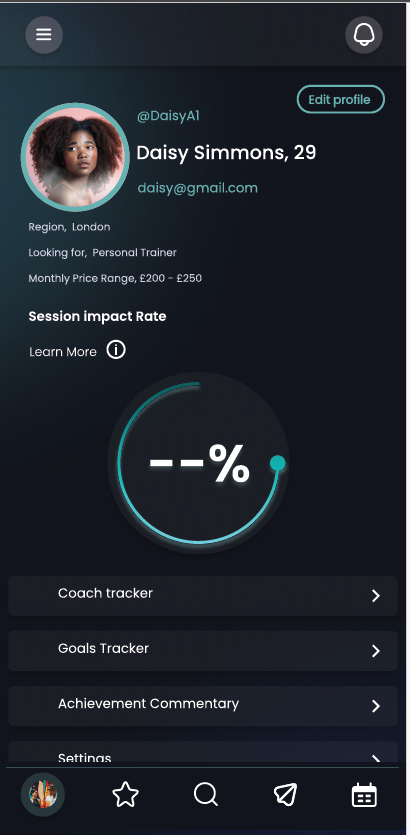 Edit profile
@DaisyA1
Daisy Simmons, 29
daisy@gmail.com
Region, London
Looking for, Personal Trainer
Monthly Price Range, £200 - £250
Session impact Rate
Learn More
--%
Coach tracker
Goals Tracker
Achievement Commentary
Settings